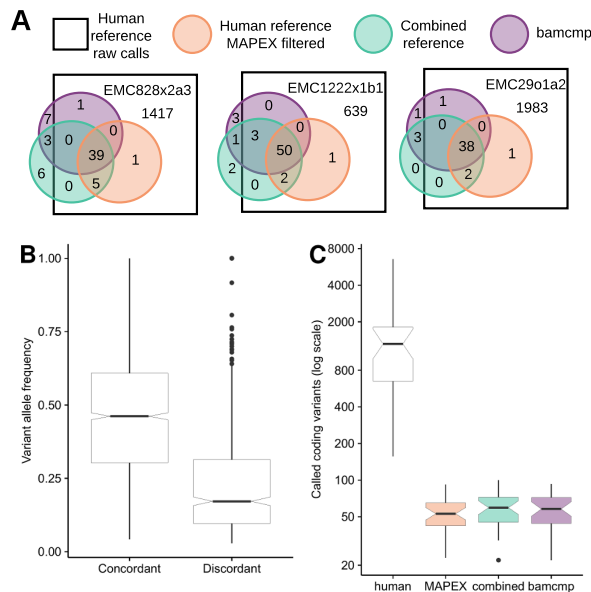 A
Human
reference
raw calls
Human reference
MAPEX filtered
Combined
reference
bamcmp
EMC828x2a3
1417
1
7
0
3
0
39
1
6
0
5
EMC1222x1b1
639
0
3
0
1
3
50
1
2
0
2
EMC29o1a2
1983
1
1
0
0
3
38
1
0
0
2
B
1.00
0.75
0.50
0.25
0.00
Variant allele frequency
Concordant
Discordant
C
8000
4000
2000
800
400
200
100
50
20
Called coding variants (log scale)
human
MAPEX
combined
bamcmp